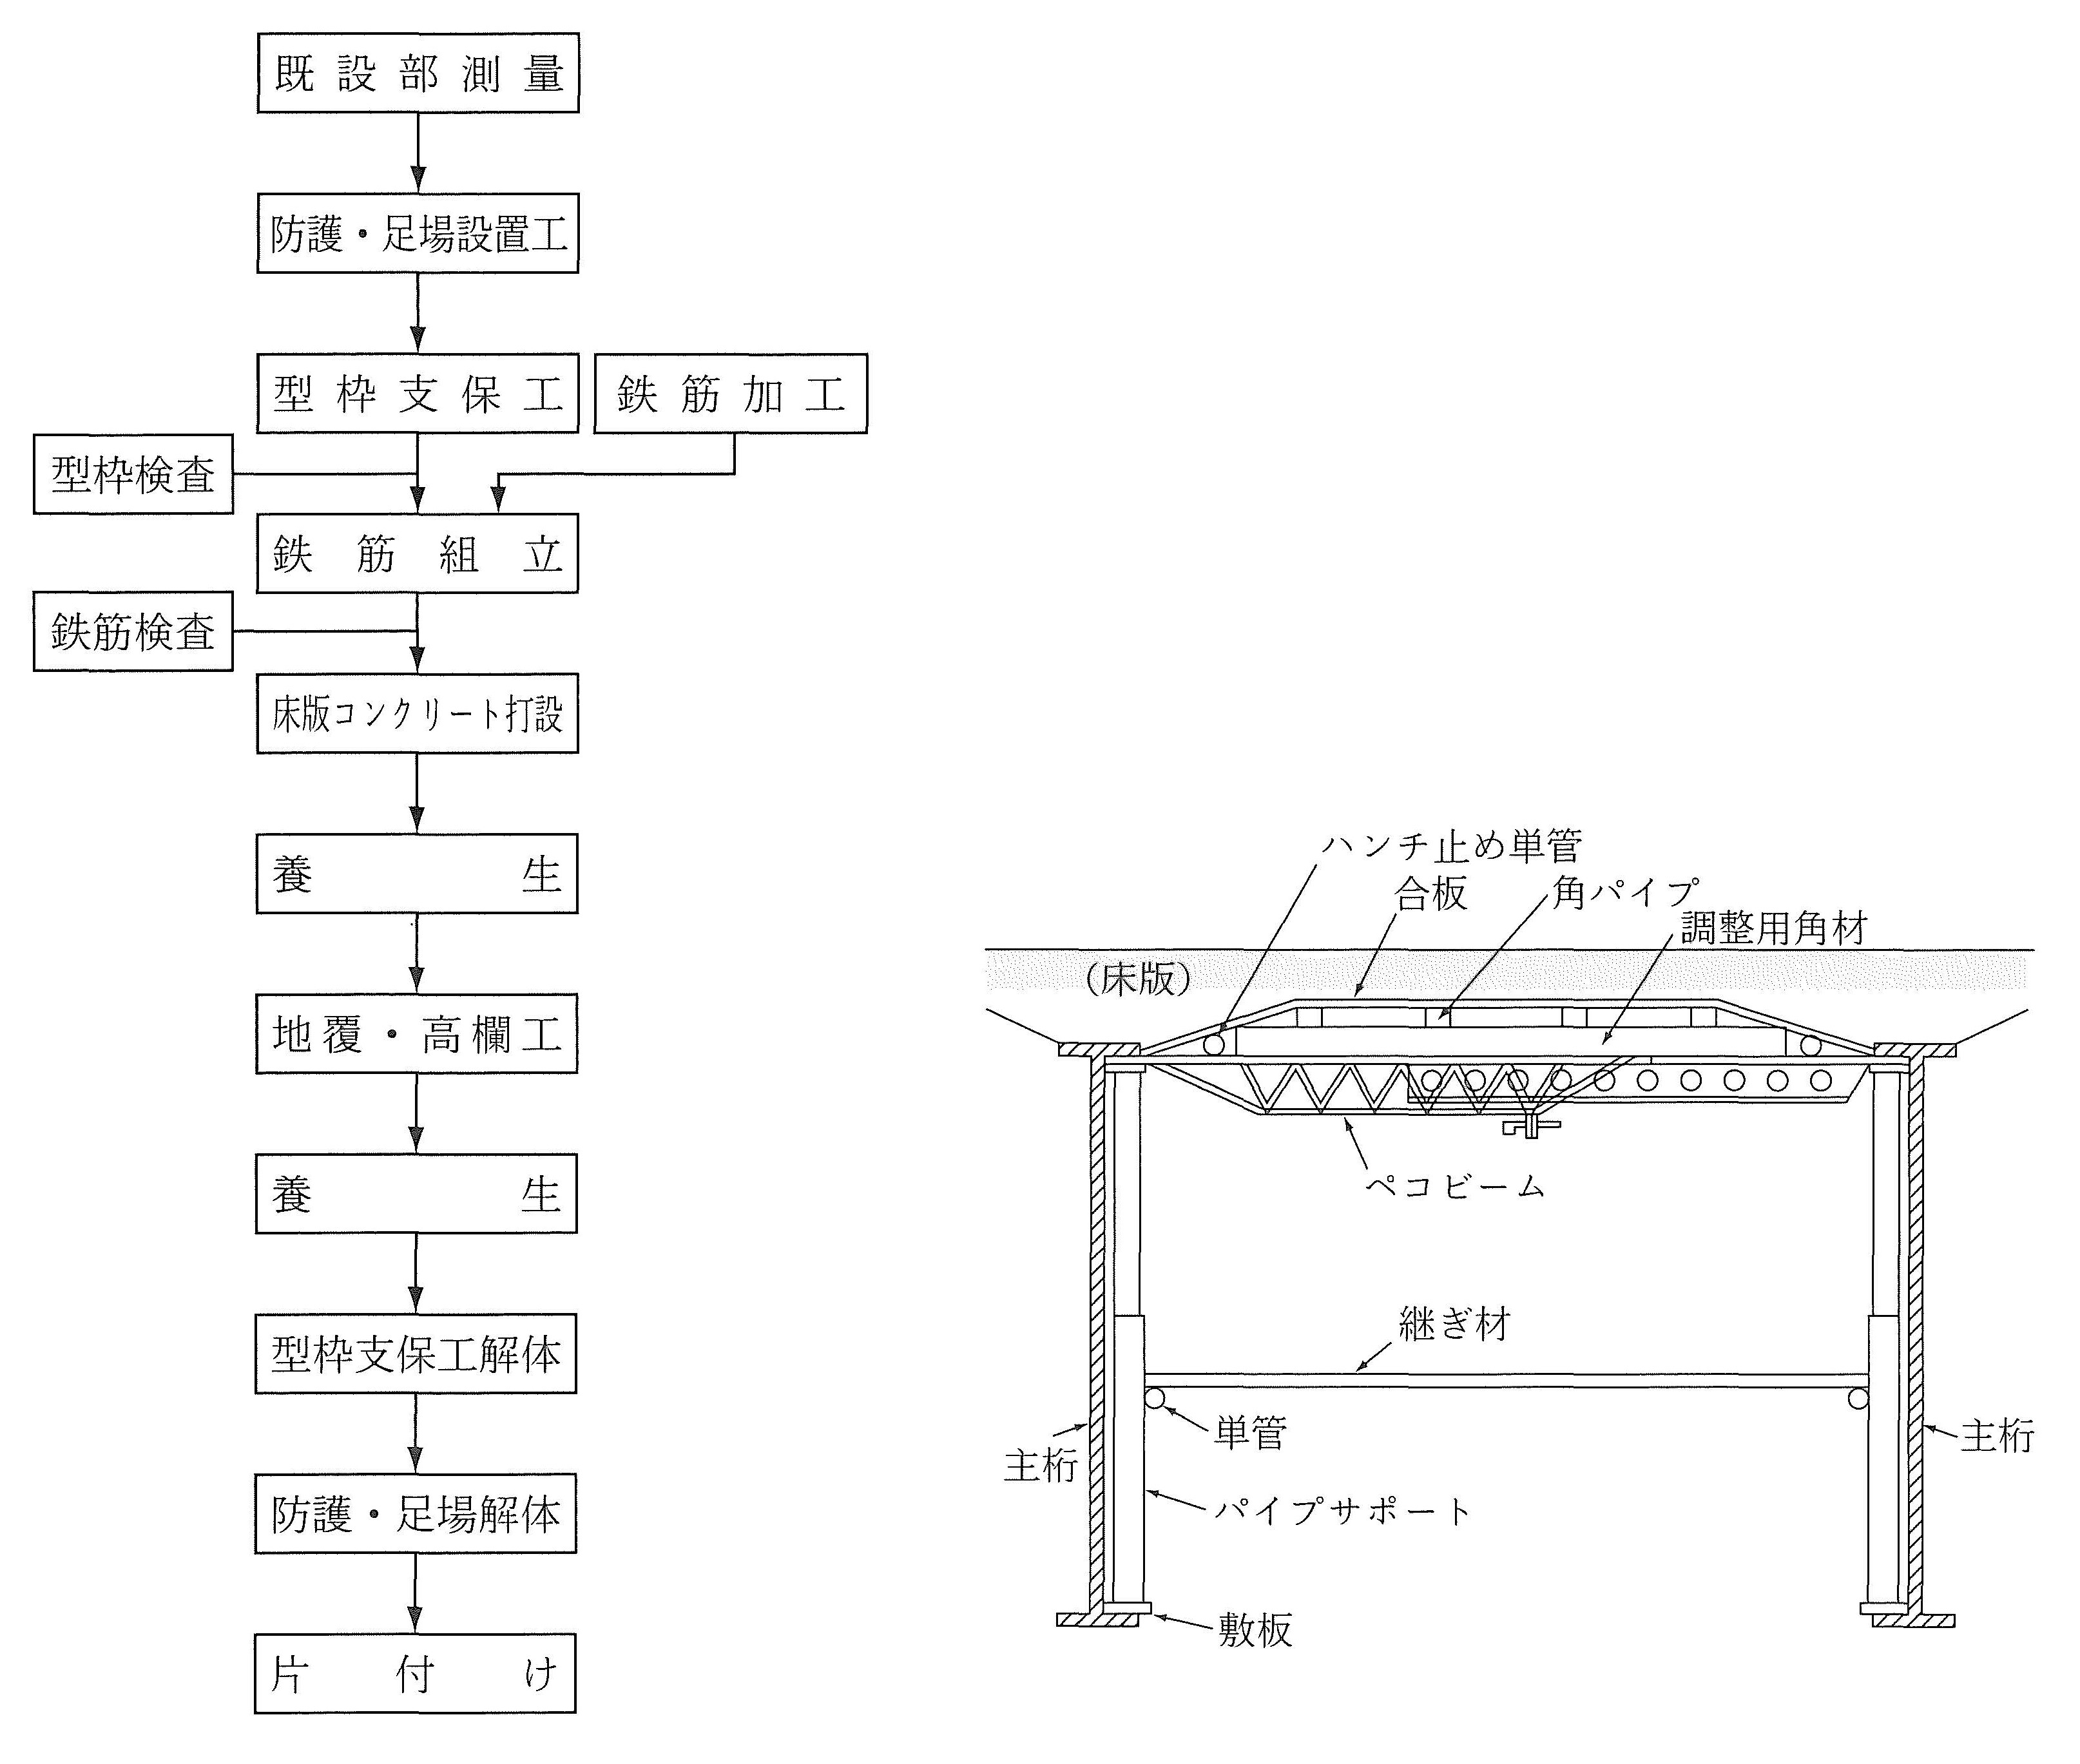 既設部測量
防護・足場設置工
型枠支保工
鉄筋加工
型枠検査
鉄筋組立
鉄筋検査
床版コンクリート打設
養生
地覆・高欄工
養生
型枠支保工解体
防護・足場解体
片付け
ハンチ止め単管
合板
角パイプ
調整用角材
(床版)
ペコビーム
継ぎ材
単管
主桁
主桁
パイプサポート
敷板